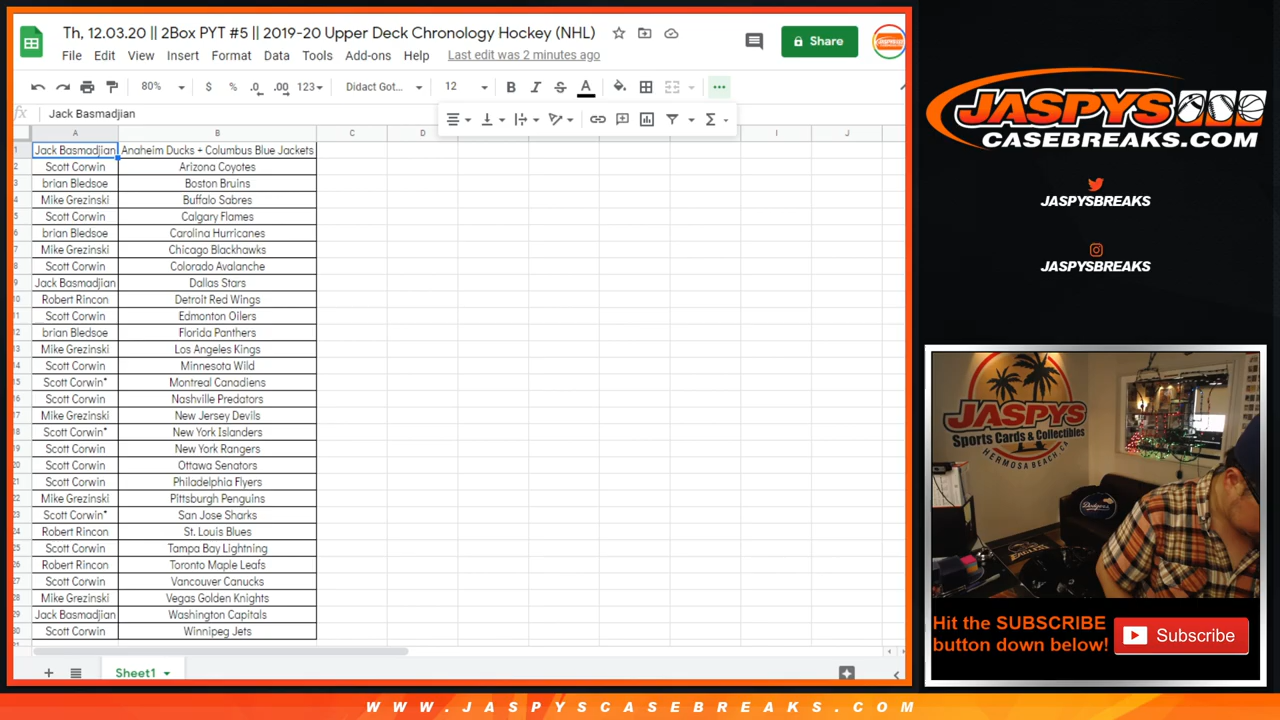 Th, 12.03.20 || 2Box PYT #5 || 2019-20 Upper Deck Chronology Hockey (NHL)
File Edit View Insert Format Data Tools Add-ons Help Last edit was 2 minutes ago
Share
80% $ % .0 .00 123 Didact Got... 12 B I S A
fx Jack Basmadjian
A B C D I J
1 Jack Basmadjian Anaheim Ducks + Columbus Blue Jackets
2 Scott Corwin Arizona Coyotes
3 brian Bledsoe Boston Bruins
4 Mike Grezinski Buffalo Sabres
5 Scott Corwin Calgary Flames
6 brian Bledsoe Carolina Hurricanes
7 Mike Grezinski Chicago Blackhawks
8 Scott Corwin Colorado Avalanche
9 Jack Basmadjian Dallas Stars
10 Robert Rincon Detroit Red Wings
11 Scott Corwin Edmonton Oilers
12 brian Bledsoe Florida Panthers
13 Mike Grezinski Los Angeles Kings
14 Scott Corwin Minnesota Wild
15 Scott Corwin* Montreal Canadiens
16 Scott Corwin Nashville Predators
17 Mike Grezinski New Jersey Devils
18 Scott Corwin* New York Islanders
19 Scott Corwin New York Rangers
20 Scott Corwin Ottawa Senators
21 Scott Corwin Philadelphia Flyers
22 Mike Grezinski Pittsburgh Penguins
23 Scott Corwin* San Jose Sharks
24 Robert Rincon St. Louis Blues
25 Scott Corwin Tampa Bay Lightning
26 Robert Rincon Toronto Maple Leafs
27 Scott Corwin Vancouver Canucks
28 Mike Grezinski Vegas Golden Knights
29 Jack Basmadjian Washington Capitals
30 Scott Corwin Winnipeg Jets
Sheet1
JASPYS
CASEBREAKS.COM
JASPYSBREAKS
JASPYSBREAKS
JASPYS
Sports Cards & Collectibles
HERMOSA BEACH, CA
Dodgers
EAGLES
Hit the SUBSCRIBE
button down below!
Subscribe
WWW.JASPYSCASEBREAKS.COM